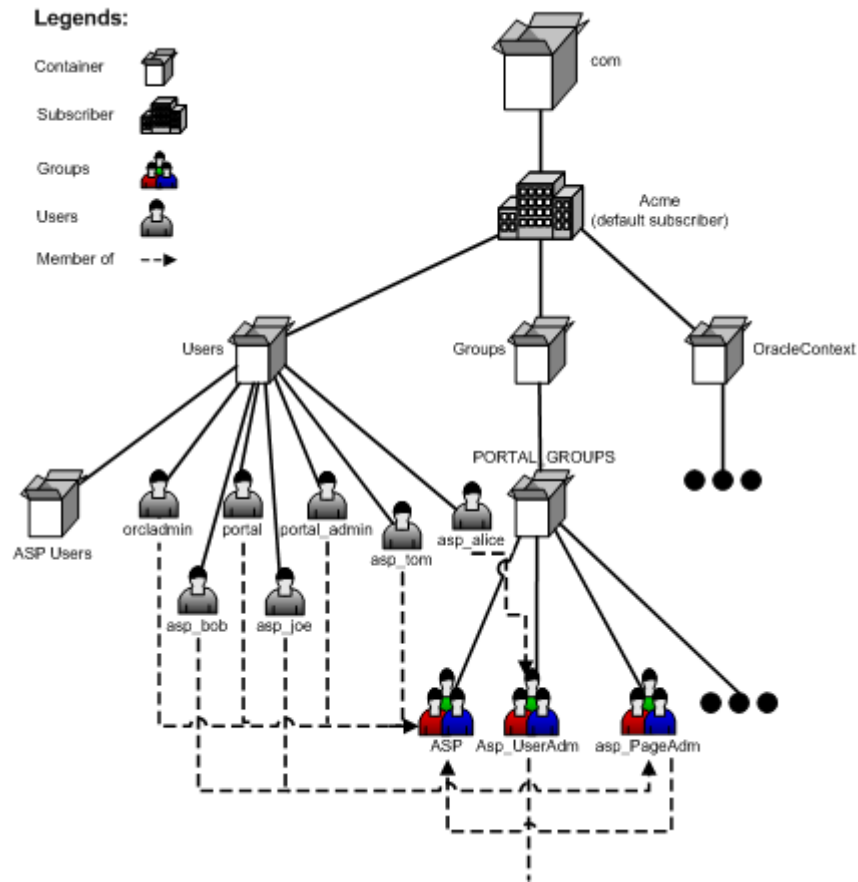 Legends:
Container
Subscriber
Groups
Users
Member of
com
Acme
(default subscriber)
Users
Groups
OracleContext
PORTAL_GROUPS
ASP Users
orcladmin
portal
portal_admin
asp_tom
asp_alice
asp_bob
asp_joe
ASP
Asp_UserAdm
asp_PageAdm